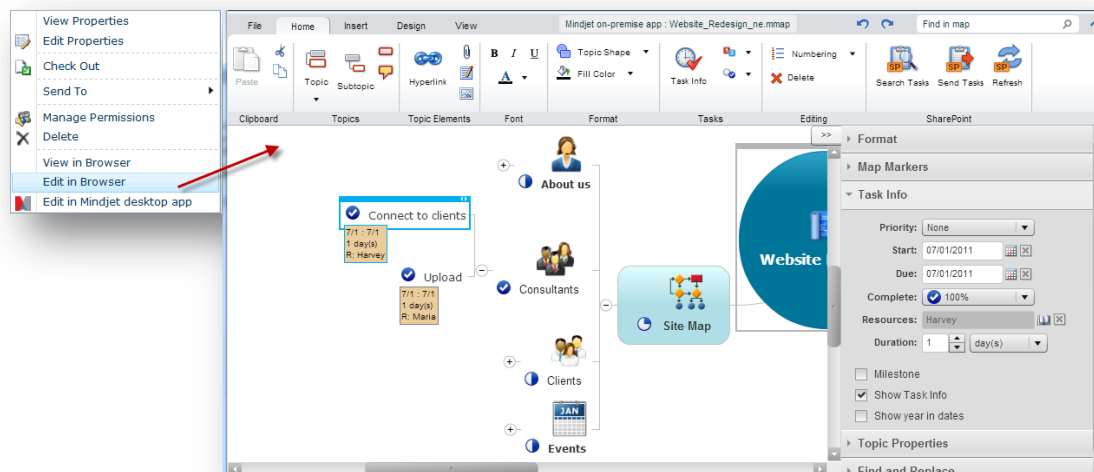 View Properties
Edit Properties
Check Out
Send To
Manage Permissions
Delete
View in Browser
Edit in Browser
Edit in Mindjet desktop app
File
Home
Insert
Design
View
Mindjet on-premise app : Website_Redesign_ne.mmap
Find in map
Paste
Topic
Subtopic
Hyperlink
B I U
A
Topic Shape
Fill Color
Task Info
Numbering
Delete
SP SP SP
Search Tasks Send Tasks Refresh
Clipboard
Topics
Topic Elements
Font
Format
Tasks
Editing
SharePoint
>>
About us
Connect to clients
7/1 : 7/1
1 day(s)
R: Harvey
Upload
7/1 : 7/1
1 day(s)
R: Maria
Consultants
Clients
JAN
Events
Site Map
Website
Format
Map Markers
Task Info
Priority: None
Start: 07/01/2011
Due: 07/01/2011
Complete: 100%
Resources: Harvey
Duration: 1 day(s)
Milestone
Show Task Info
Show year in dates
Topic Properties
Find and Replace